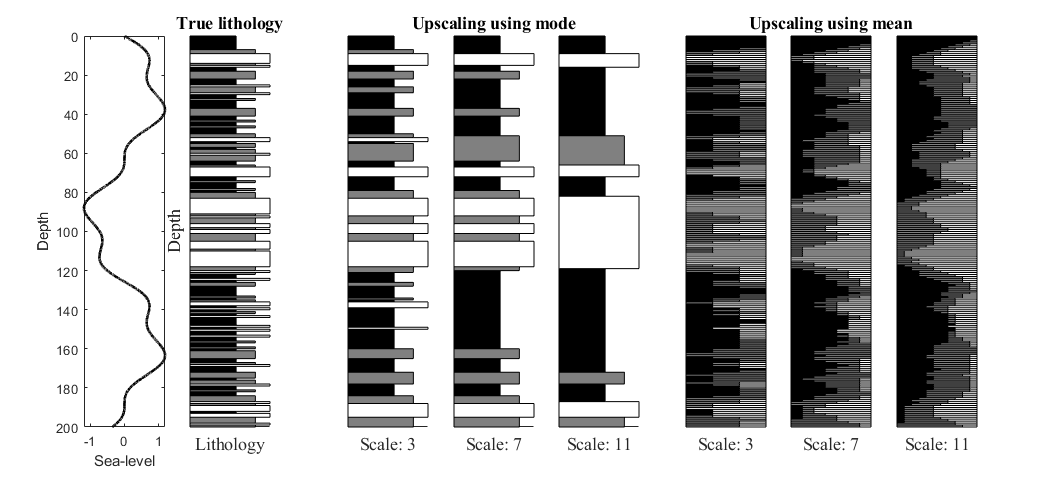 True lithology
Upscaling using mode
Upscaling using mean
0
20
40
60
80
100
120
140
160
180
200
Depth
Depth
-1 0 1
Sea-level
Lithology
Scale: 3
Scale: 7
Scale: 11
Scale: 3
Scale: 7
Scale: 11